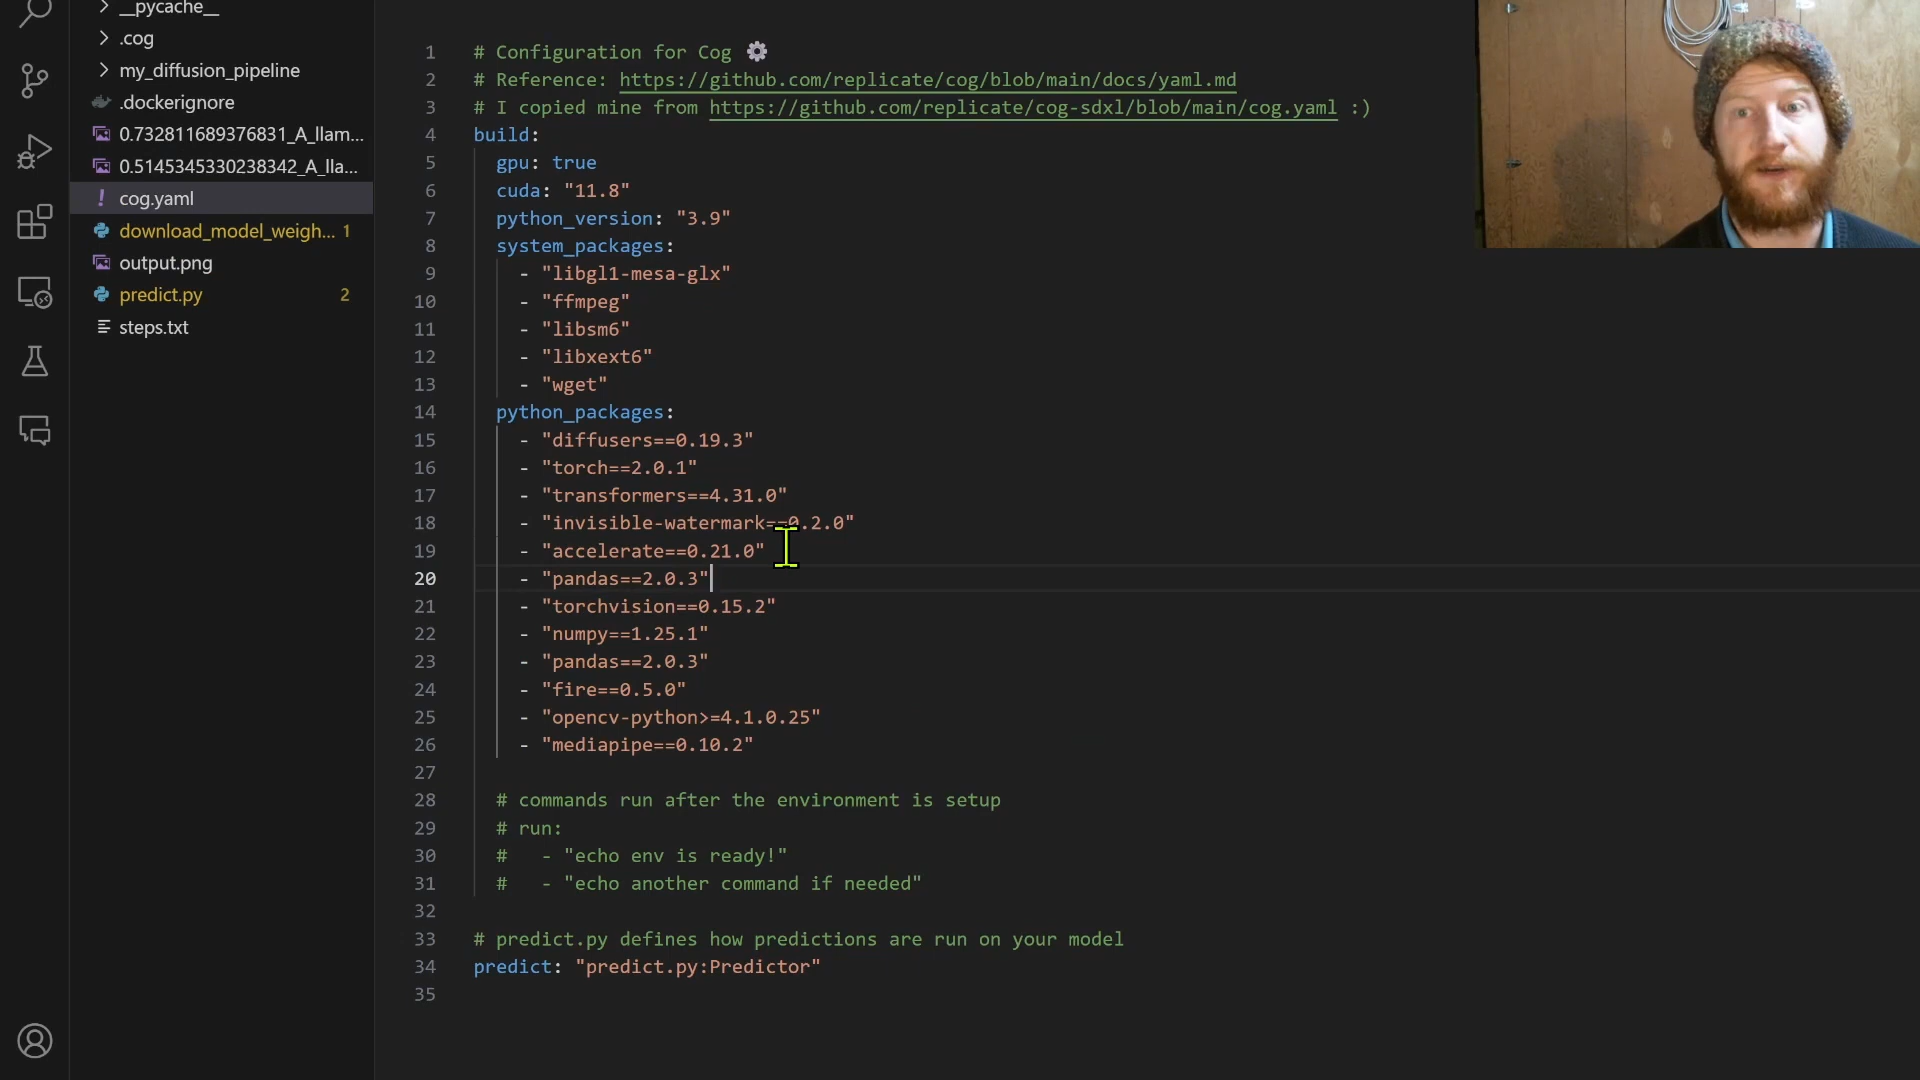 __pycache__
.cog
my_diffusion_pipeline
.dockerignore
0.732811689376831_A_llam...
0.5145345330238342_A_lla...
! cog.yaml
download_model_weigh... 1
output.png
predict.py 2
steps.txt
1 # Configuration for Cog ⚙️
2 # Reference: https://github.com/replicate/cog/blob/main/docs/yaml.md
3 # I copied mine from https://github.com/replicate/cog-sdxl/blob/main/cog.yaml :)
4 build:
5 gpu: true
6 cuda: "11.8"
7 python_version: "3.9"
8 system_packages:
9 - "libgl1-mesa-glx"
10 - "ffmpeg"
11 - "libsm6"
12 - "libxext6"
13 - "wget"
14 python_packages:
15 - "diffusers==0.19.3"
16 - "torch==2.0.1"
17 - "transformers==4.31.0"
18 - "invisible-watermark==0.2.0"
19 - "accelerate==0.21.0"
20 - "pandas==2.0.3"
21 - "torchvision==0.15.2"
22 - "numpy==1.25.1"
23 - "pandas==2.0.3"
24 - "fire==0.5.0"
25 - "opencv-python>=4.1.0.25"
26 - "mediapipe==0.10.2"
27
28 # commands run after the environment is setup
29 # run:
30 #   - "echo env is ready!"
31 #   - "echo another command if needed"
32
33 # predict.py defines how predictions are run on your model
34 predict: "predict.py:Predictor"
35